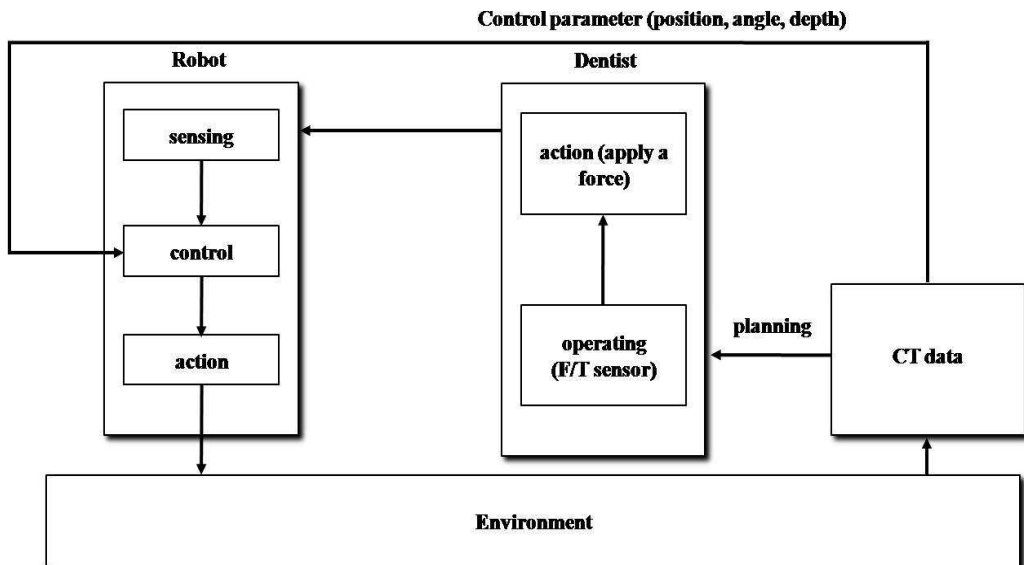 Control parameter (position, angle, depth)
Robot
Dentist
sensing
action (apply a
force)
control
planning
operating
(F/T sensor)
CT data
action
Environment